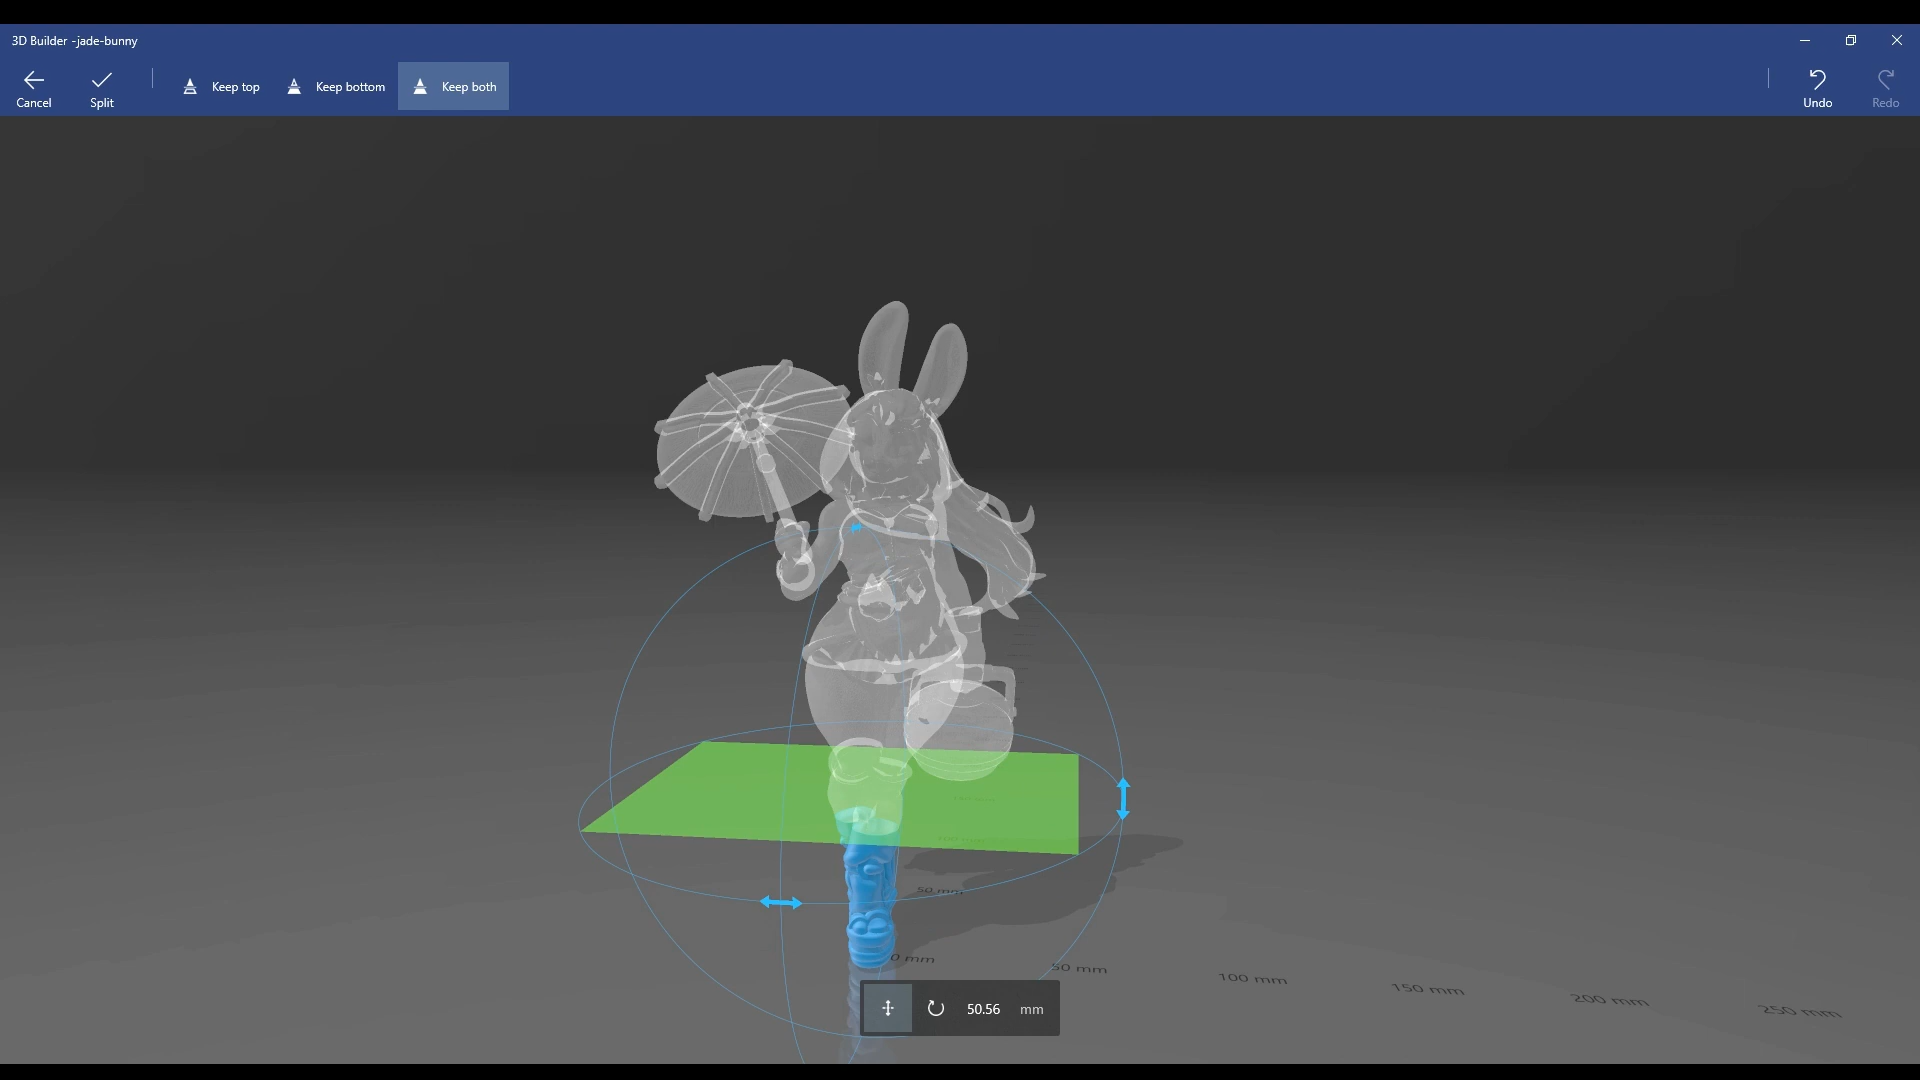 3D Builder -jade-bunny
Cancel
Split
Keep top
Keep bottom
Keep both
Undo
Redo
50 mm
0 mm
50 mm
100 mm
150 mm
200 mm
250 mm
50.56 mm